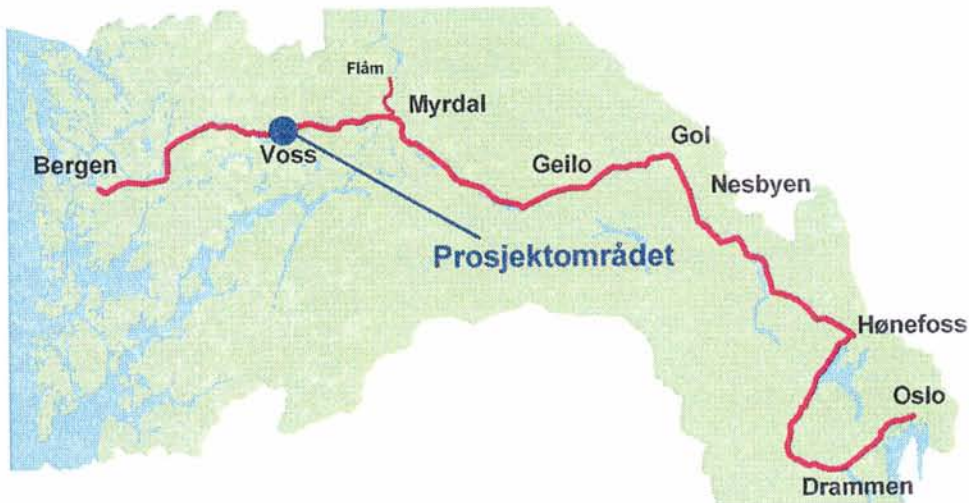 Flåm
Myrdal
Bergen
Voss
Geilo
Gol
Nesbyen
Prosjektområdet
Hønefoss
Oslo
Drammen